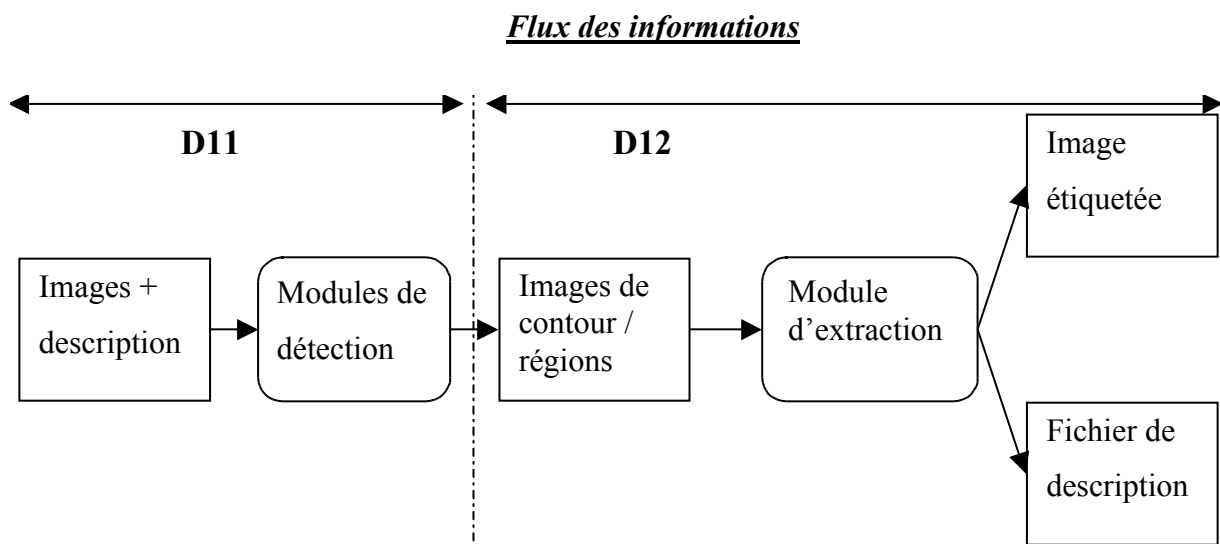 Flux des informations
D11
D12
Images +
description
Modules de
détection
Images de
contour /
régions
Module
d’extraction
Image
étiquetée
Fichier de
description